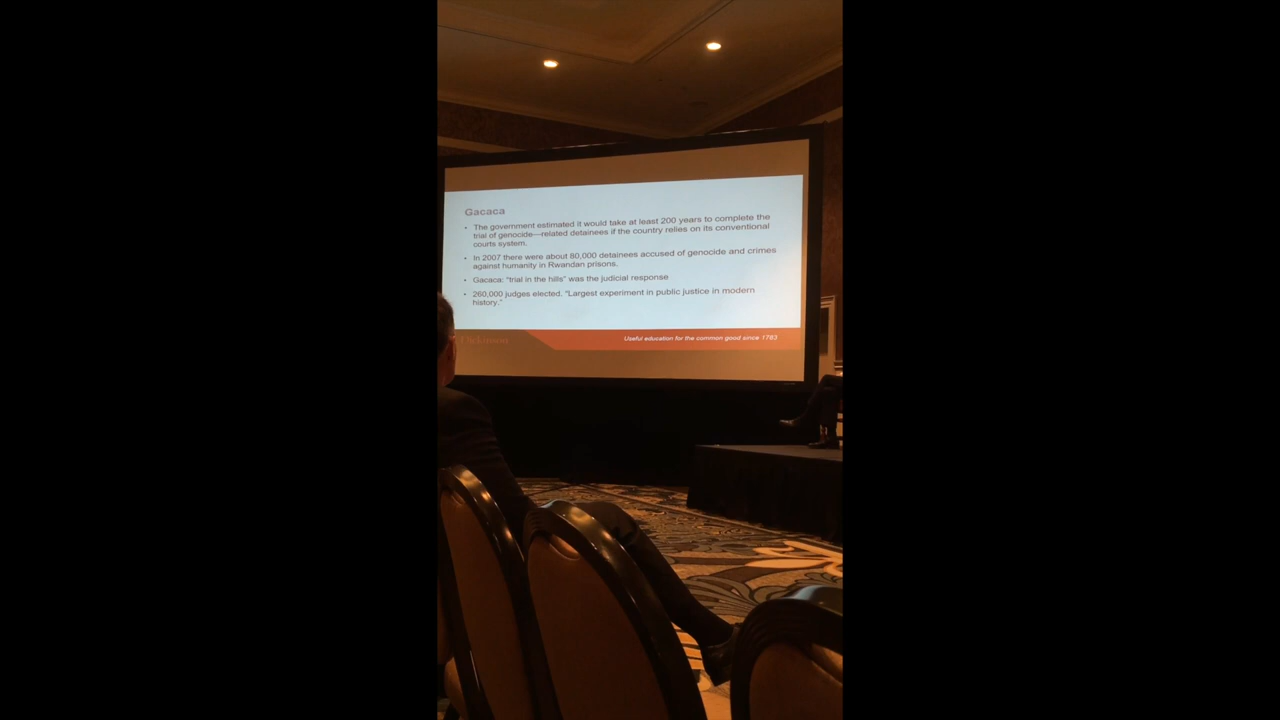 Gacaca
• The government estimated it would take at least 200 years to complete the
trial of genocide—related detainees if the country relies on its conventional
courts system.
• In 2007 there were about 80,000 detainees accused of genocide and crimes
against humanity in Rwandan prisons.
• Gacaca: “trial in the hills” was the judicial response
• 260,000 judges elected. “Largest experiment in public justice in modern
history.”
Dickinson
Useful education for the common good since 1783